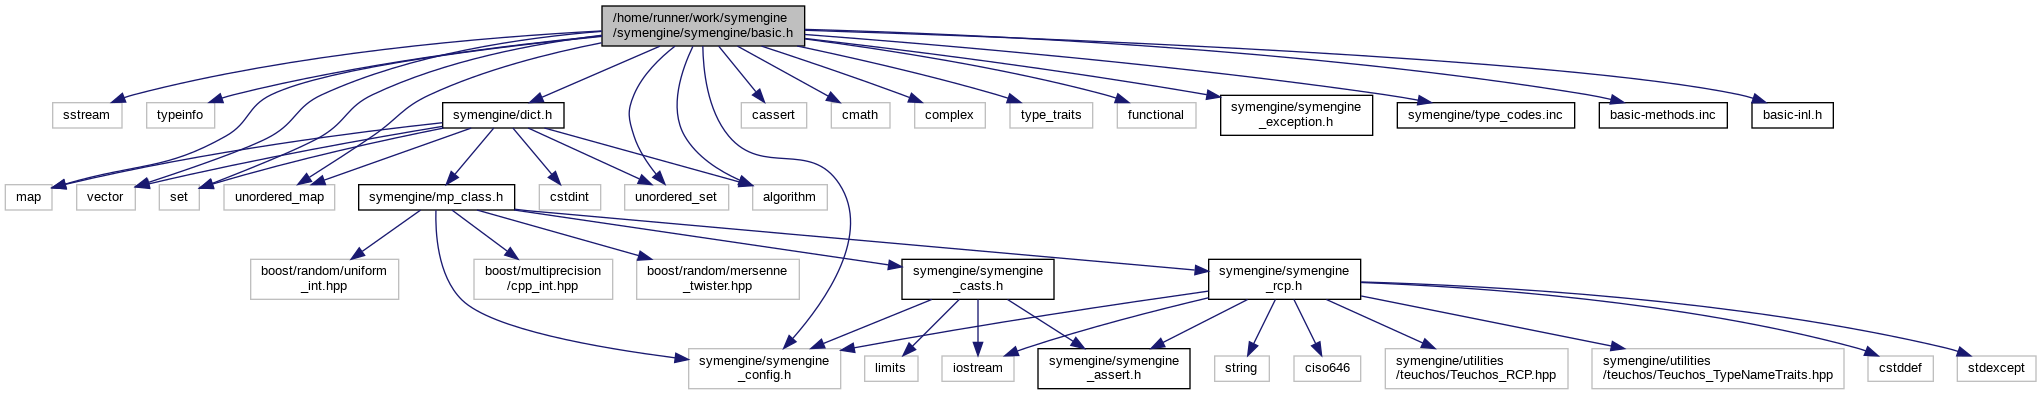 /home/runner/work/symengine
/symengine/symengine/basic.h
sstream
typeinfo
symengine/dict.h
cassert
cmath
complex
type_traits
functional
symengine/symengine
_exception.h
symengine/type_codes.inc
basic-methods.inc
basic-inl.h
map
vector
set
unordered_map
symengine/mp_class.h
cstdint
unordered_set
algorithm
boost/random/uniform
_int.hpp
boost/multiprecision
/cpp_int.hpp
boost/random/mersenne
_twister.hpp
symengine/symengine
_casts.h
symengine/symengine
_rcp.h
symengine/symengine
_config.h
limits
iostream
symengine/symengine
_assert.h
string
ciso646
symengine/utilities
/teuchos/Teuchos_RCP.hpp
symengine/utilities
/teuchos/Teuchos_TypeNameTraits.hpp
cstddef
stdexcept